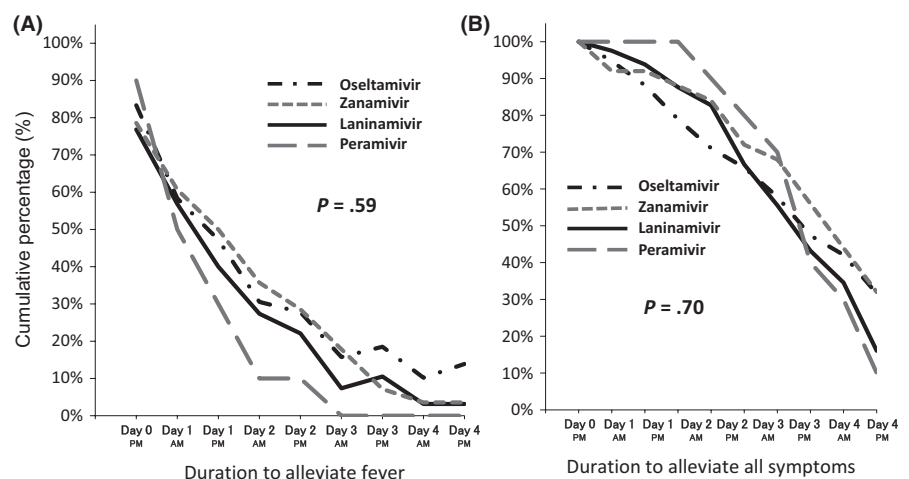 (A)
100%
90%
80%
70%
60%
50%
40%
30%
20%
10%
0%
Cumulative percentage (%)
Oseltamivir
Zanamivir
Laninamivir
Peramivir
P = .59
Day 0 Day 1 Day 1 Day 2 Day 2 Day 3 Day 3 Day 4 Day 4
PM AM PM AM PM AM PM AM PM
Duration to alleviate fever
(B)
100%
90%
80%
70%
60%
50%
40%
30%
20%
10%
0%
Oseltamivir
Zanamivir
Laninamivir
Peramivir
P = .70
Day 0 Day 1 Day 1 Day 2 Day 2 Day 3 Day 3 Day 4 Day 4
PM AM PM AM PM AM PM AM PM
Duration to alleviate all symptoms